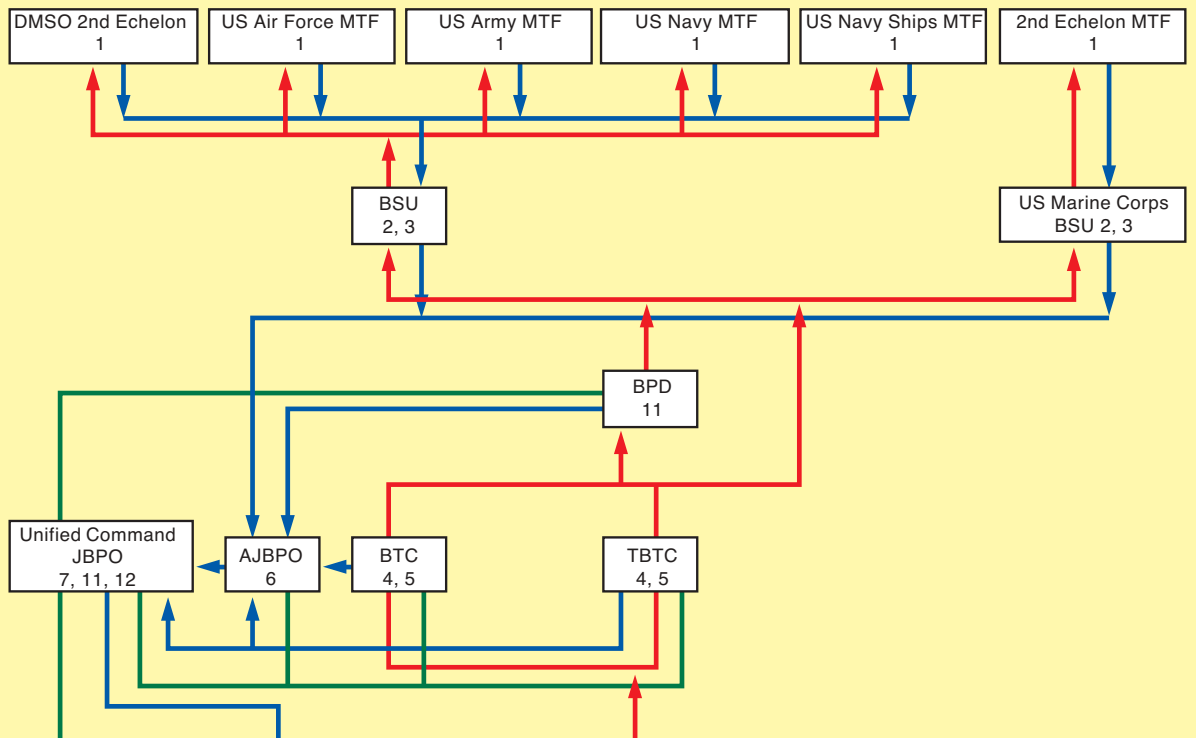 DMSO 2nd Echelon
1
US Air Force MTF
1
US Army MTF
1
US Navy MTF
1
US Navy Ships MTF
1
2nd Echelon MTF
1
BSU
2, 3
US Marine Corps
BSU 2, 3
BPD
11
Unified Command
JBPO
7, 11, 12
AJBPO
6
BTC
4, 5
TBTC
4, 5